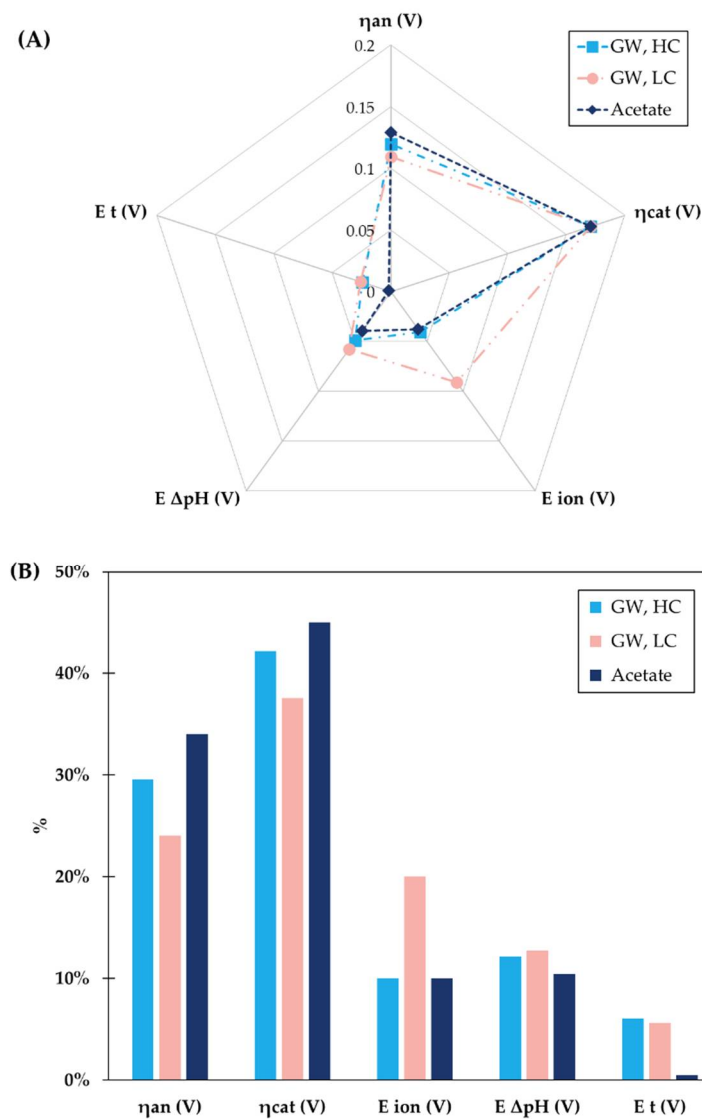 (A)
ηan (V)
0.2
GW, HC
GW, LC
Acetate
0.15
0.1
E t (V)
ηcat (V)
0.05
0
E ΔpH (V)
E ion (V)
(B)
50%
GW, HC
GW, LC
Acetate
40%
30%
%
20%
10%
0%
ηan (V) ηcat (V) E ion (V) E ΔpH (V) E t (V)